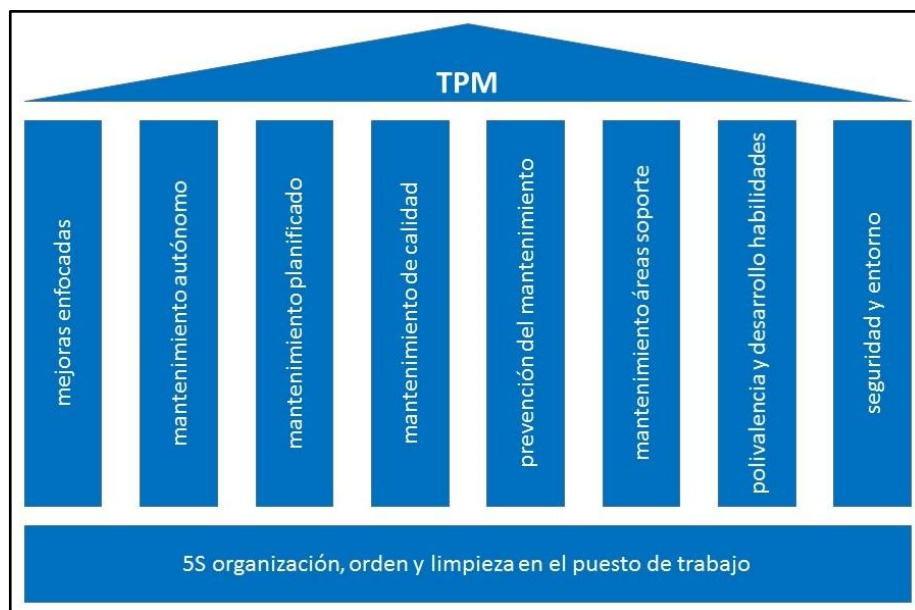 TPM
mejoras enfocadas
mantenimiento autónomo
mantenimiento planificado
mantenimiento de calidad
prevención del mantenimiento
mantenimiento áreas soporte
polivalencia y desarrollo habilidades
seguridad y entorno
5S organización, orden y limpieza en el puesto de trabajo